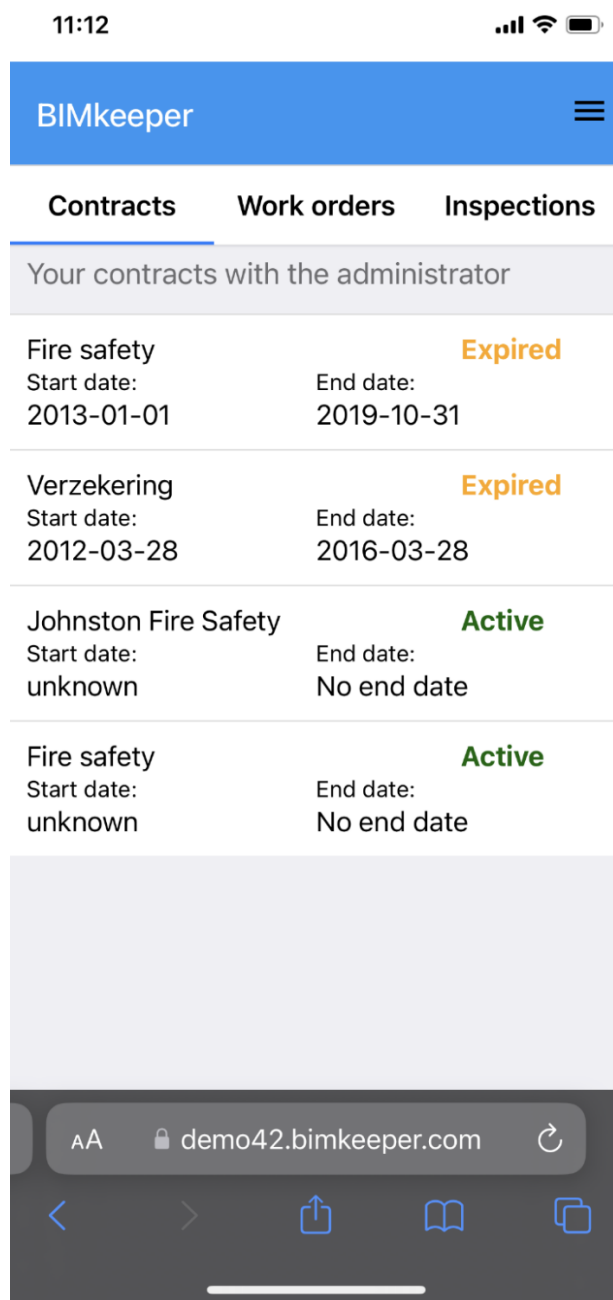 11:12
BIMkeeper
Contracts Work orders Inspections
Your contracts with the administrator
Fire safety Expired
Start date: End date:
2013-01-01 2019-10-31
Verzekering Expired
Start date: End date:
2012-03-28 2016-03-28
Johnston Fire Safety Active
Start date: End date:
unknown No end date
Fire safety Active
Start date: End date:
unknown No end date
AA demo42.bimkeeper.com